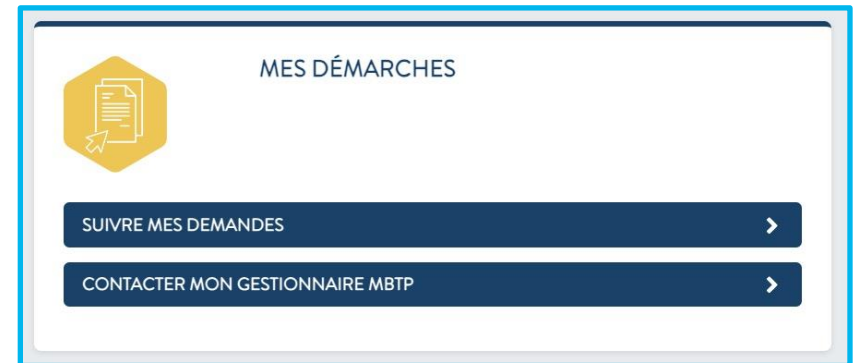 MES DÉMARCHES
SUIVRE MES DEMANDES
CONTACTER MON GESTIONNAIRE MBTP